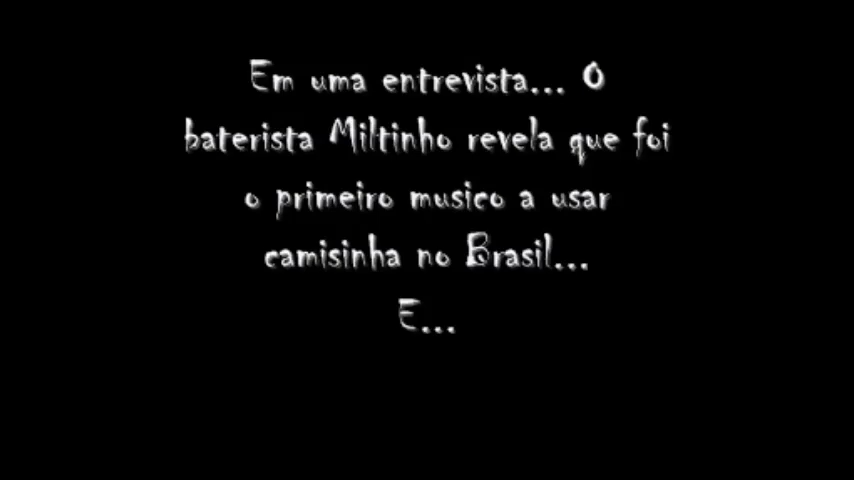 Em uma entrevista... O
baterista Miltinho revela que foi
o primeiro musico a usar
camisinha no Brasil...
E...